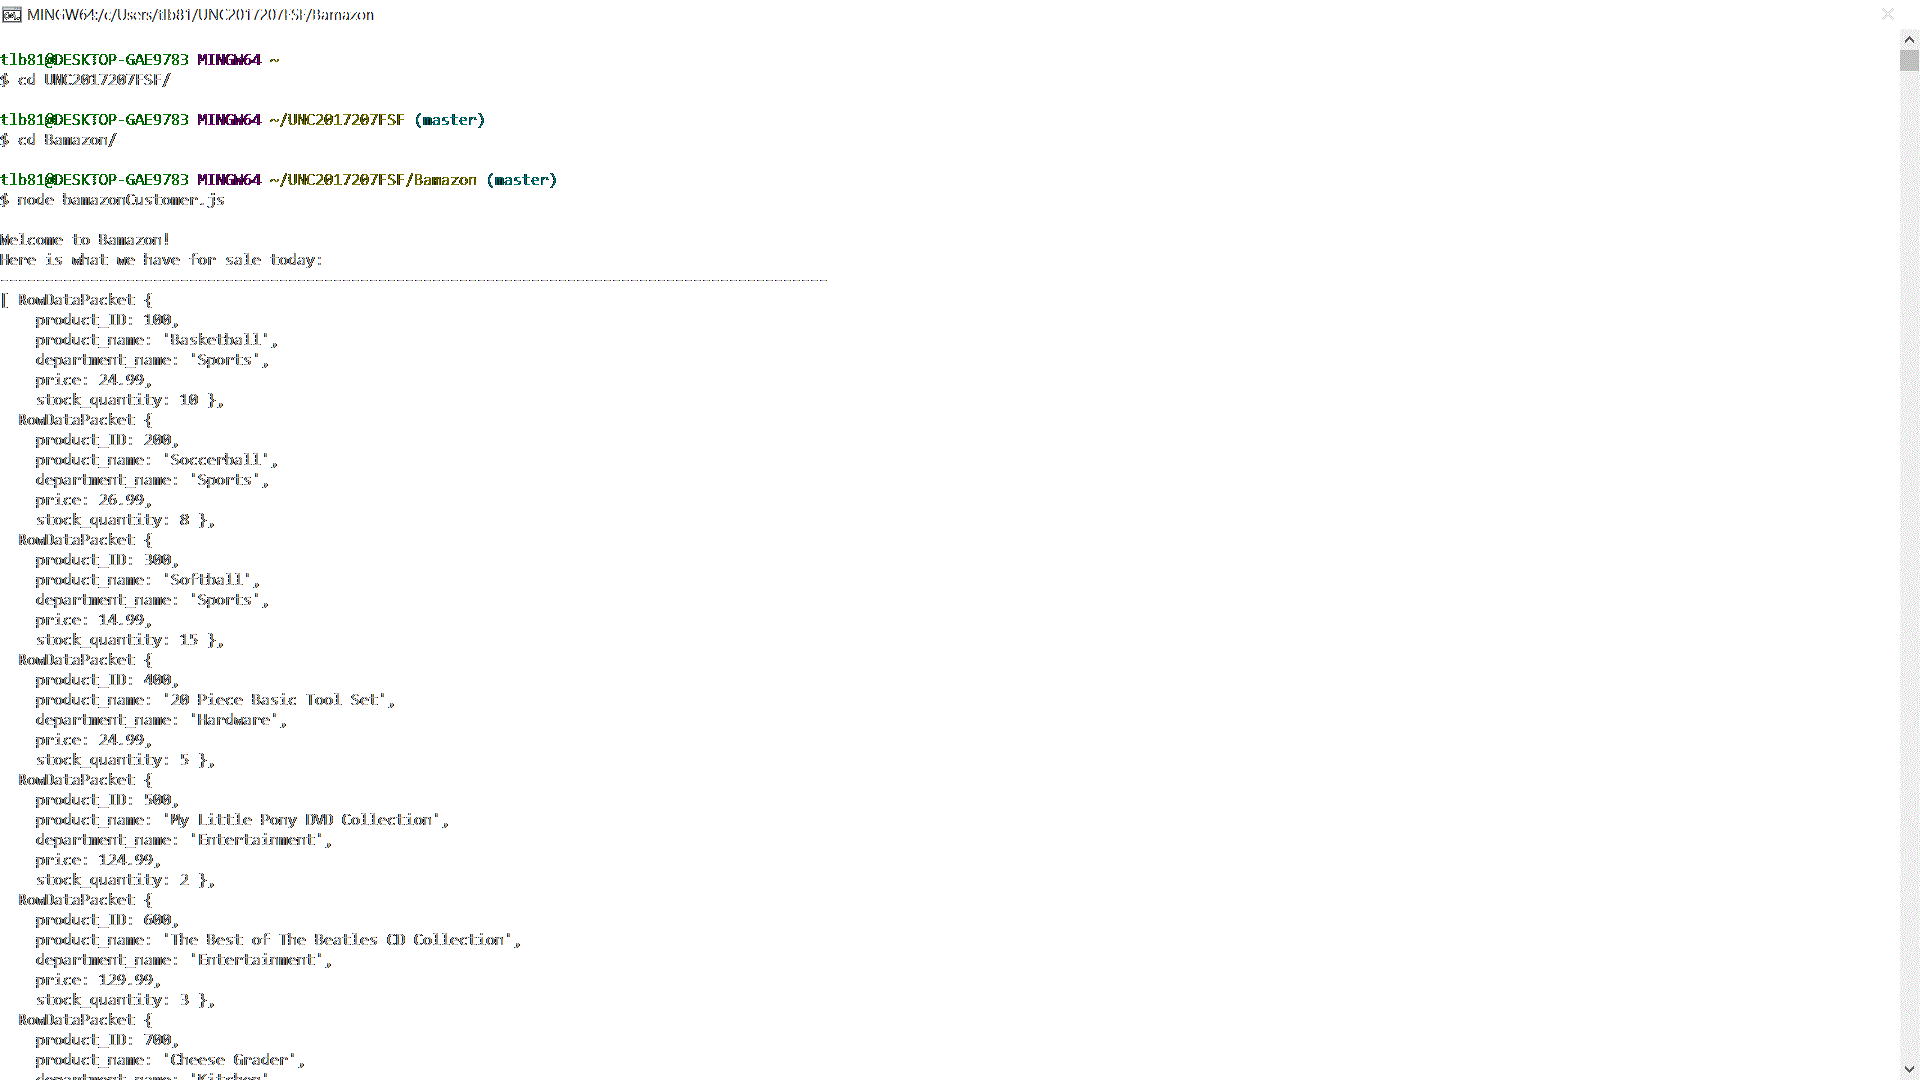 MINGW64:/c/Users/tlb81/UNC2017207FSF/Bamazon
tlb81@DESKTOP-GAE9783 MINGW64 ~
$ cd UNC2017207FSF/
tlb81@DESKTOP-GAE9783 MINGW64 ~/UNC2017207FSF (master)
$ cd Bamazon/
tlb81@DESKTOP-GAE9783 MINGW64 ~/UNC2017207FSF/Bamazon (master)
$ node bamazonCustomer.js
Welcome to Bamazon!
Here is what we have for sale today:
--------------------------------------------------------------------------------------------
[ RowDataPacket {
    product_ID: 100,
    product_name: 'Basketball',
    department_name: 'Sports',
    price: 24.99,
    stock_quantity: 10 },
  RowDataPacket {
    product_ID: 200,
    product_name: 'Soccerball',
    department_name: 'Sports',
    price: 26.99,
    stock_quantity: 8 },
  RowDataPacket {
    product_ID: 300,
    product_name: 'Softball',
    department_name: 'Sports',
    price: 14.99,
    stock_quantity: 15 },
  RowDataPacket {
    product_ID: 400,
    product_name: '20 Piece Basic Tool Set',
    department_name: 'Hardware',
    price: 24.99,
    stock_quantity: 5 },
  RowDataPacket {
    product_ID: 500,
    product_name: 'My Little Pony DVD Collection',
    department_name: 'Entertainment',
    price: 124.99,
    stock_quantity: 2 },
  RowDataPacket {
    product_ID: 600,
    product_name: 'The Best of The Beatles CD Collection',
    department_name: 'Entertainment',
    price: 129.99,
    stock_quantity: 3 },
  RowDataPacket {
    product_ID: 700,
    product_name: 'Cheese Grader',
    department_name: 'Kitchen'